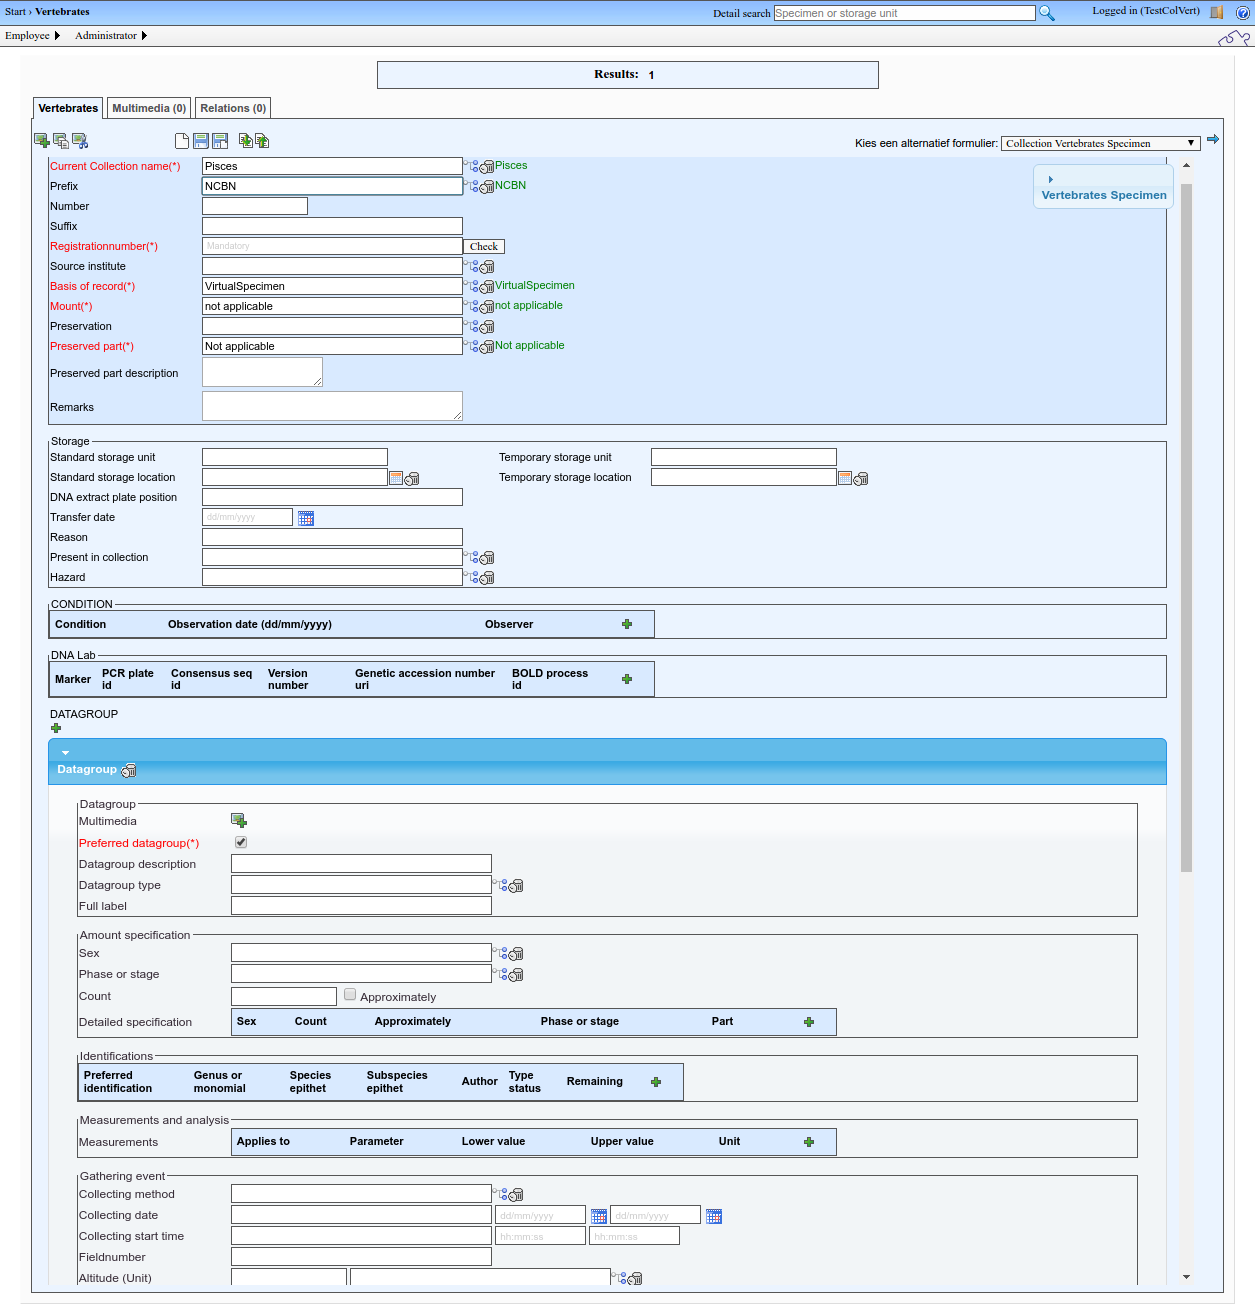 Start › Vertebrates
Detail search Specimen or storage unit
Logged in (TestColVert)
Employee Administrator
Results: 1
Vertebrates Multimedia (0) Relations (0)
Kies een alternatief formulier: Collection Vertebrates Specimen
Current Collection name(*) Pisces Pisces
Prefix NCBN NCBN
Vertebrates Specimen
Number
Suffix
Registrationnumber(*) Mandatory Check
Source institute
Basis of record(*) VirtualSpecimen VirtualSpecimen
Mount(*) not applicable not applicable
Preservation
Preserved part(*) Not applicable Not applicable
Preserved part description
Remarks
Storage
Standard storage unit Temporary storage unit
Standard storage location Temporary storage location
DNA extract plate position
Transfer date dd/mm/yyyy
Reason
Present in collection
Hazard
CONDITION
Condition Observation date (dd/mm/yyyy) Observer
DNA Lab
Marker PCR plate id Consensus seq id Version number Genetic accession number uri BOLD process id
DATAGROUP
Datagroup
Datagroup
Multimedia
Preferred datagroup(*)
Datagroup description
Datagroup type
Full label
Amount specification
Sex
Phase or stage
Count Approximately
Detailed specification Sex Count Approximately Phase or stage Part
Identifications
Preferred identification Genus or monomial Species epithet Subspecies epithet Author Type status Remaining
Measurements and analysis
Measurements Applies to Parameter Lower value Upper value Unit
Gathering event
Collecting method
Collecting date dd/mm/yyyy dd/mm/yyyy
Collecting start time hh:mm:ss hh:mm:ss
Fieldnumber
Altitude (Unit)